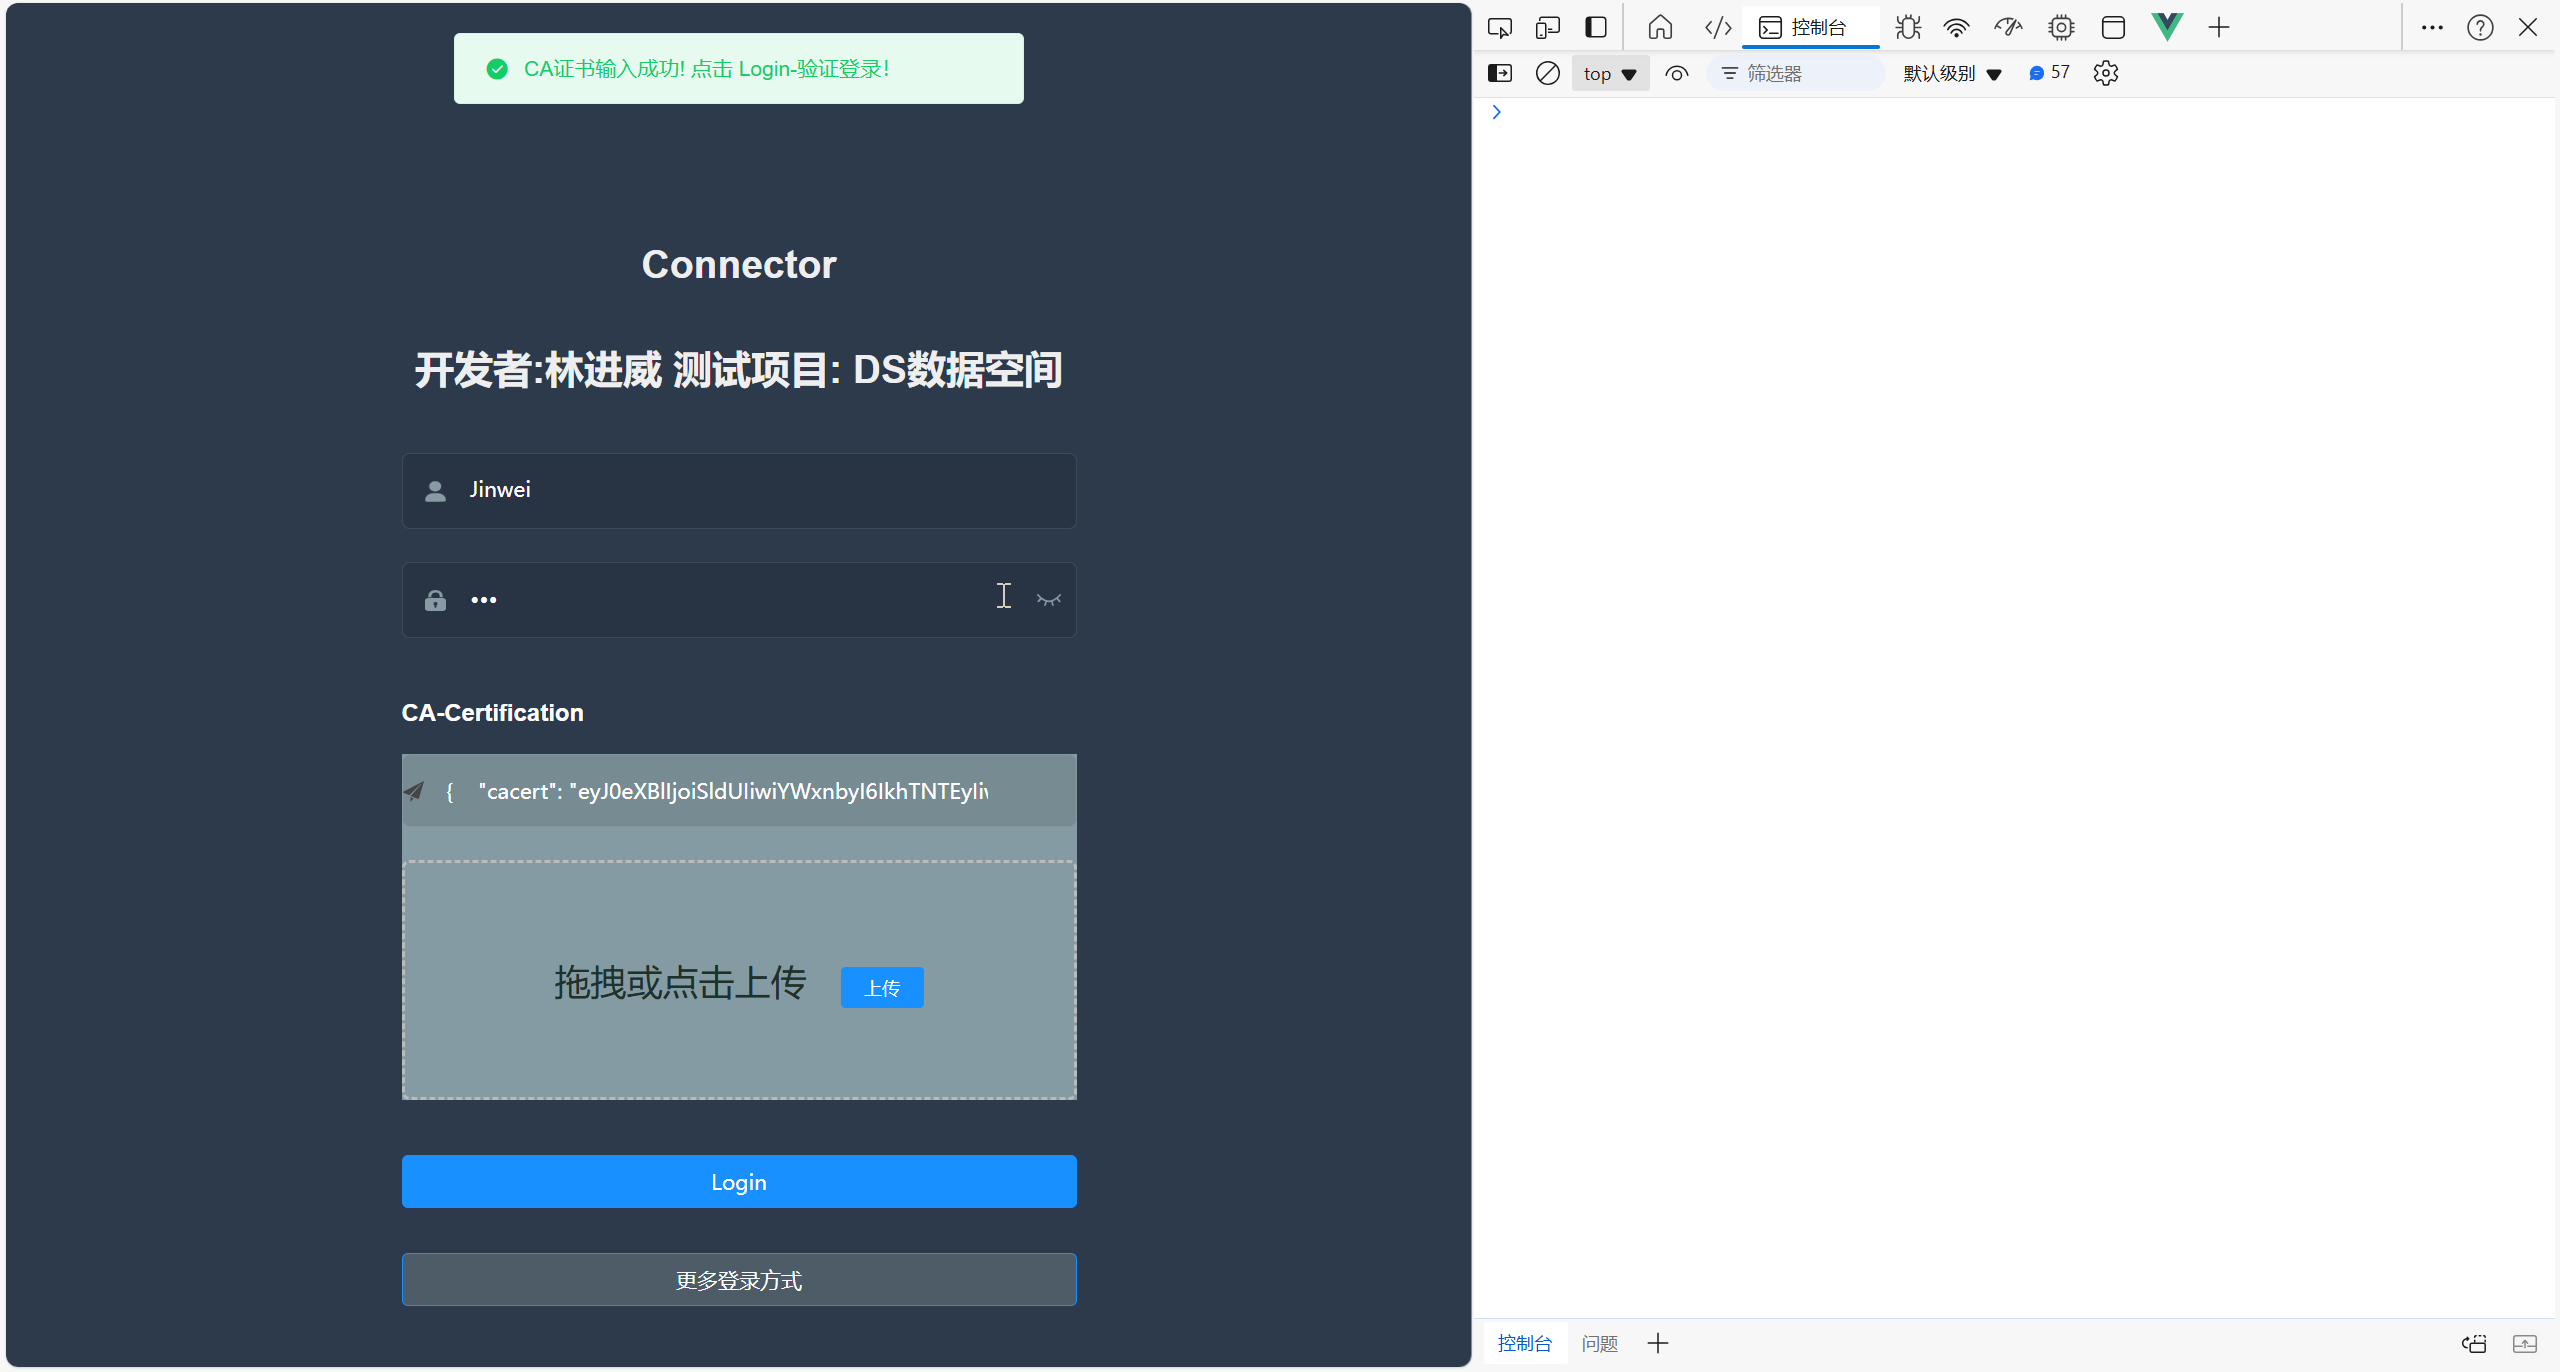 CA证书输入成功! 点击 Login-验证登录!
Connector
开发者:林进威 测试项目: DS数据空间
Jinwei
•••
CA-Certification
{ "cacert": "eyJ0eXBlIjoiSldUIiwiYWxnbyI6IkhTNTEyIiv
拖拽或点击上传
上传
Login
更多登录方式
控制台
top
筛选器
默认级别
57
控制台
问题